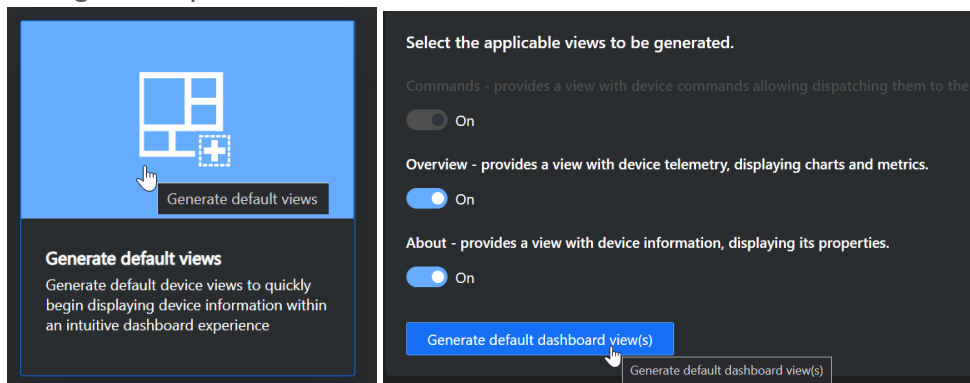 Generate default views
Generate default views
Generate default device views to quickly
begin displaying device information within
an intuitive dashboard experience
Select the applicable views to be generated.
Commands - provides a view with device commands allowing dispatching them to the
On
Overview - provides a view with device telemetry, displaying charts and metrics.
On
About - provides a view with device information, displaying its properties.
On
Generate default dashboard view(s)
Generate default dashboard view(s)